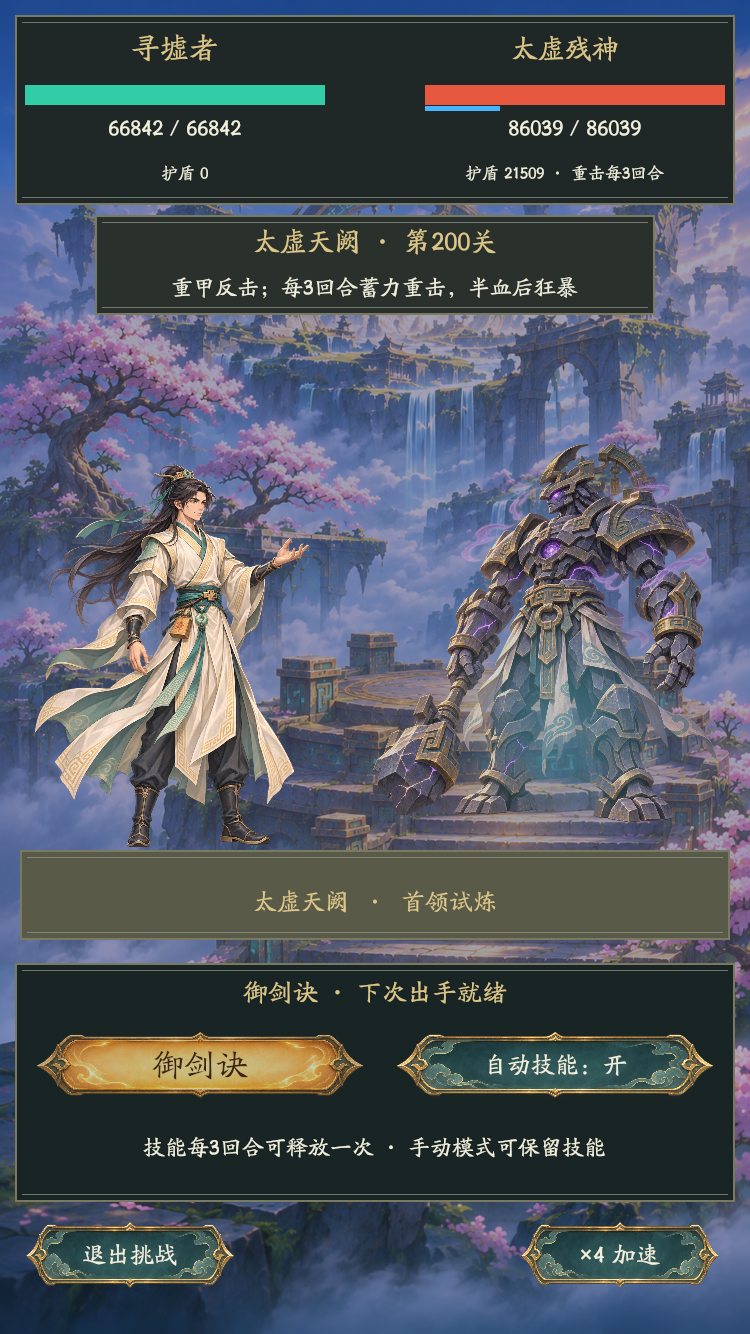 寻墟者
太虚残神
66842 / 66842
86039 / 86039
护盾 0
护盾 21509 · 重击每3回合
太虚天阙 · 第200关
重甲反击；每3回合蓄力重击，半血后狂暴
太虚天阙 · 首领试炼
御剑诀 · 下次出手就绪
御剑诀
自动技能：开
技能每3回合可释放一次 · 手动模式可保留技能
退出挑战
×4 加速